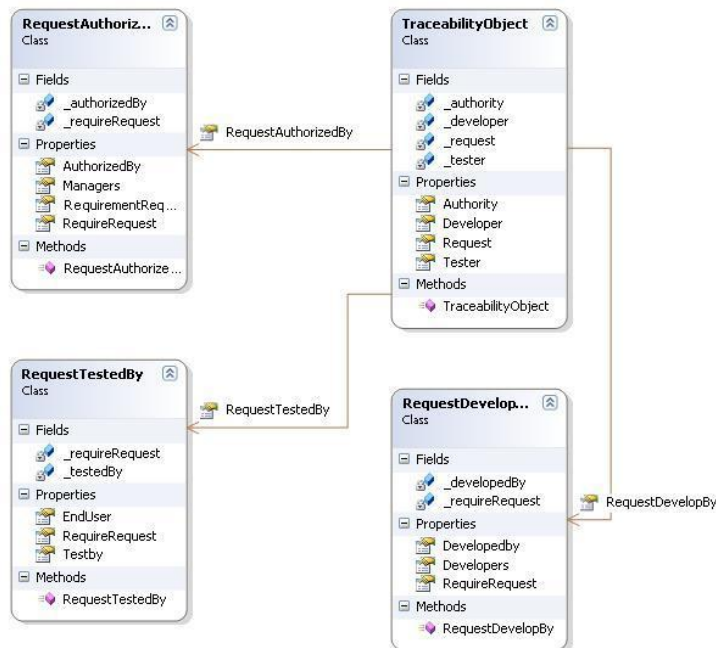 RequestAuthoriz...
Class
Fields
_authorizedBy
_requireRequest
Properties
AuthorizedBy
Managers
RequirementReq...
RequireRequest
Methods
RequestAuthorize...
RequestAuthorizedBy
TraceabilityObject
Class
Fields
_authority
_developer
_request
_tester
Properties
Authority
Developer
Request
Tester
Methods
TraceabilityObject
RequestTestedBy
Class
Fields
_requireRequest
_testedBy
Properties
EndUser
RequireRequest
Testby
Methods
RequestTestedBy
RequestTestedBy
RequestDevelop...
Class
Fields
_developedBy
_requireRequest
Properties
Developedby
Developers
RequireRequest
Methods
RequestDevelopBy
RequestDevelopBy